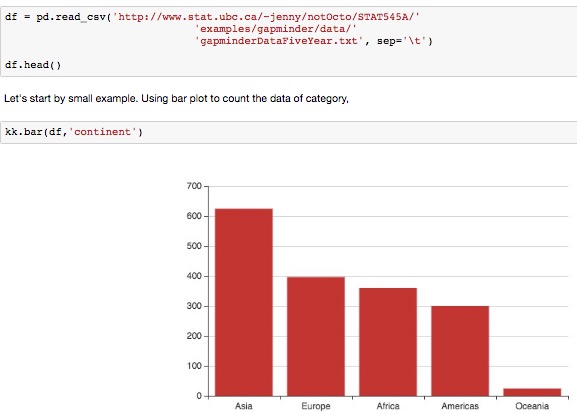 df = pd.read_csv('http://www.stat.ubc.ca/~jenny/notOcto/STAT545A/'
'examples/gapminder/data/'
'gapminderDataFiveYear.txt', sep='\t')
df.head()
Let's start by small example. Using bar plot to count the data of category,
kk.bar(df,'continent')
700
600
500
400
300
200
100
0
Asia Europe Africa Americas Oceania